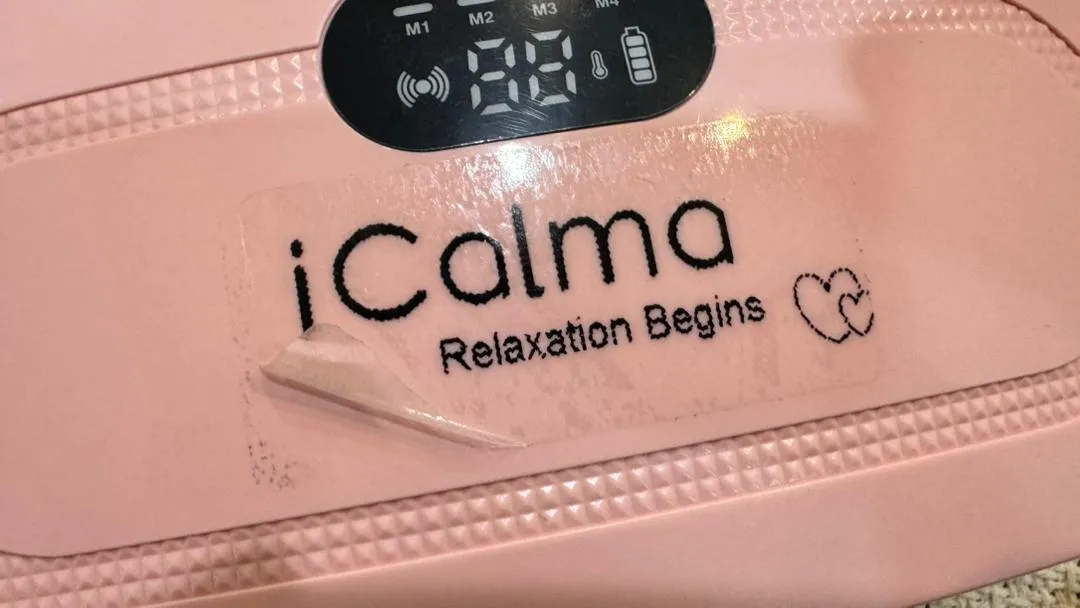 M1 M2 M3 M4
88
iCalma
Relaxation Begins